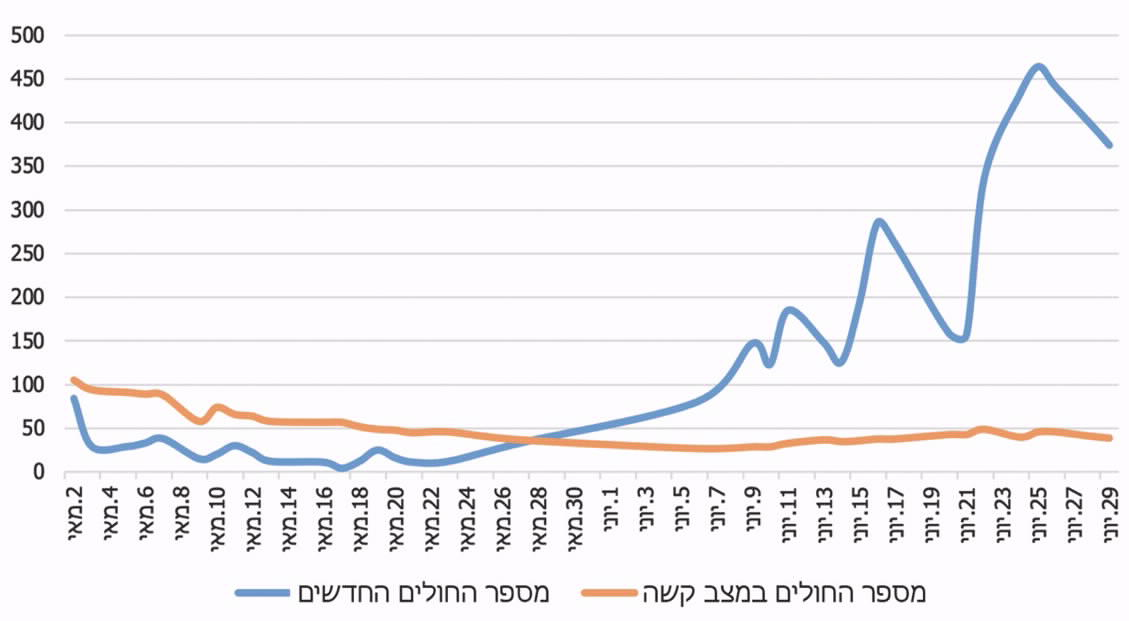 500
450
400
350
300
250
200
150
100
50
0
2.מאי
4.מאי
6.מאי
8.מאי
10.מאי
12.מאי
14.מאי
16.מאי
18.מאי
20.מאי
22.מאי
24.מאי
26.מאי
28.מאי
30.מאי
1.יוני
3.יוני
5.יוני
7.יוני
9.יוני
11.יוני
13.יוני
15.יוני
17.יוני
19.יוני
21.יוני
23.יוני
25.יוני
27.יוני
29.יוני
מספר החולים החדשים
מספר החולים במצב קשה